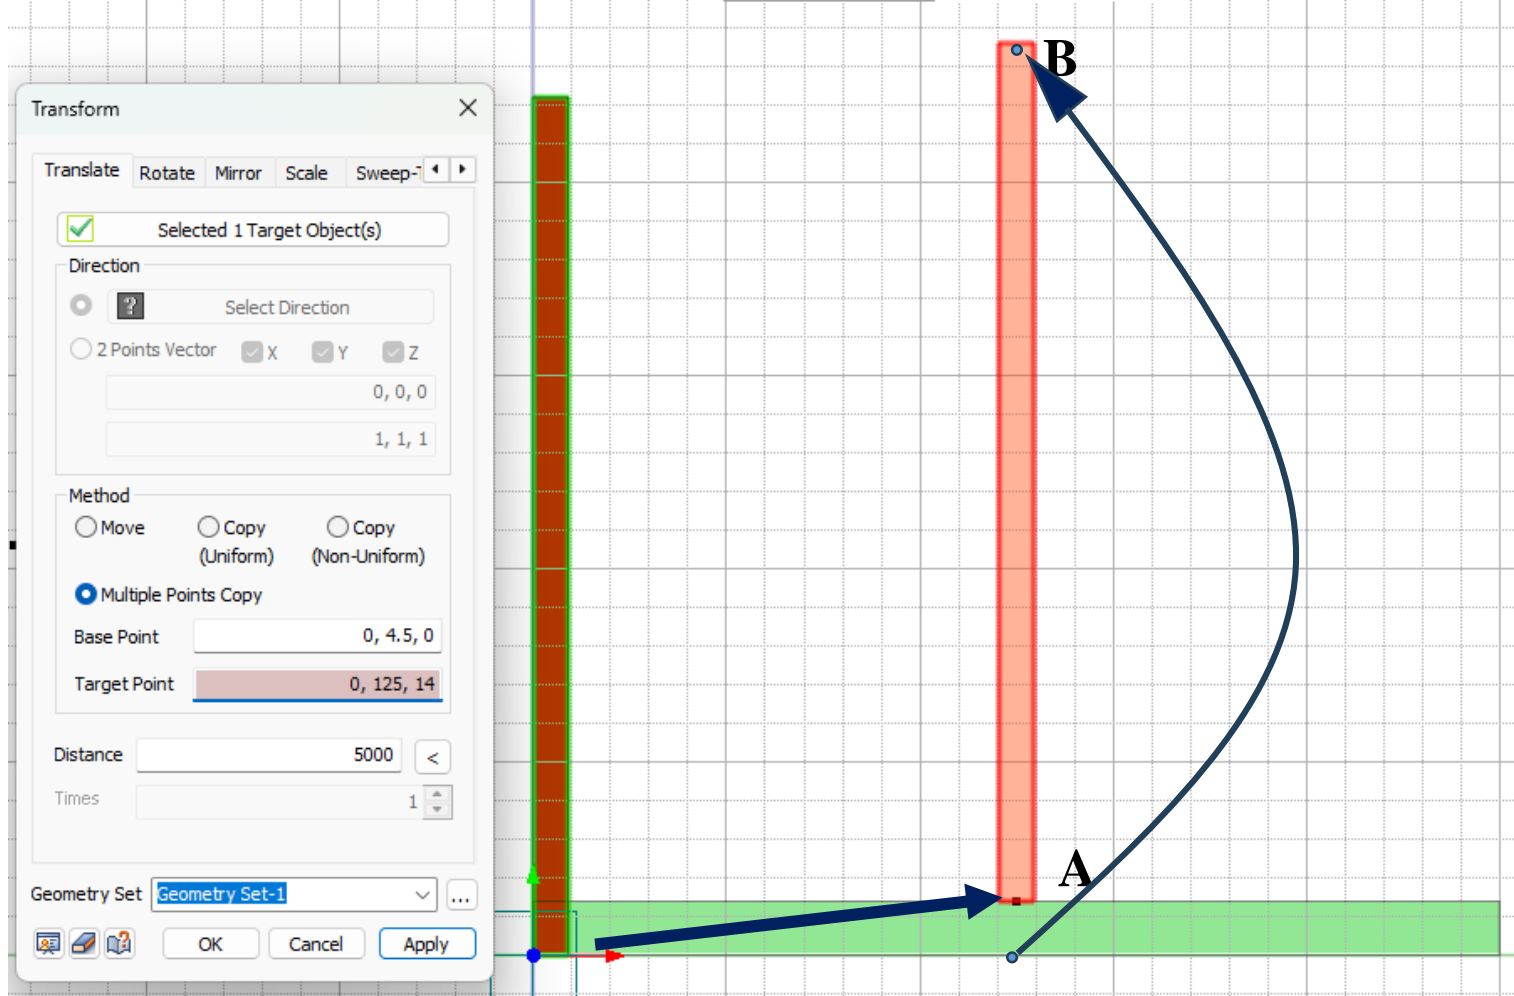 Transform
Translate Rotate Mirror Scale Sweep-T
Selected 1 Target Object(s)
Direction
? Select Direction
2 Points Vector X Y Z
0, 0, 0
1, 1, 1
Method
Move Copy (Uniform) Copy (Non-Uniform)
Multiple Points Copy
Base Point 0, 4.5, 0
Target Point 0, 125, 14
Distance 5000 <
Times 1
Geometry Set Geometry Set-1 ...
OK Cancel Apply
B
A